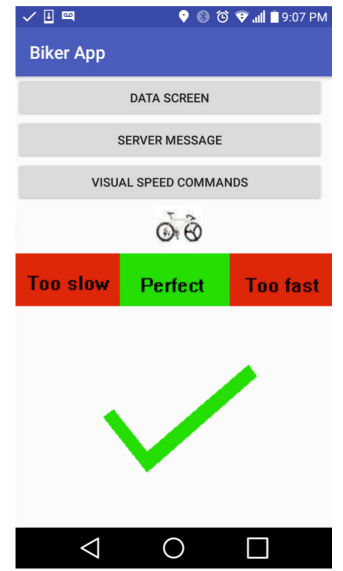 9:07 PM
Biker App
DATA SCREEN
SERVER MESSAGE
VISUAL SPEED COMMANDS
Too slow Perfect Too fast